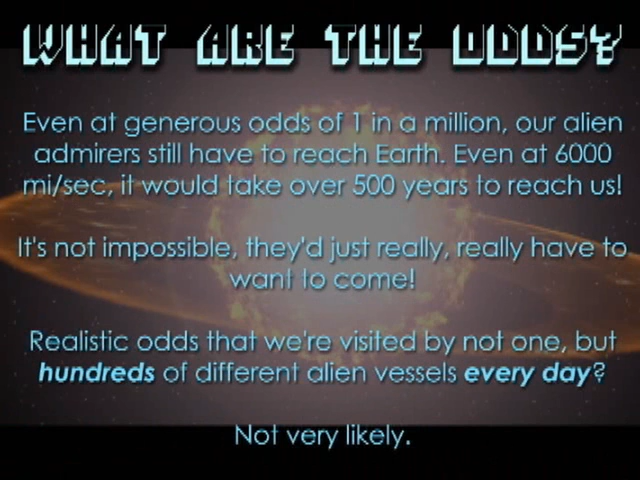 WHAT ARE THE ODDS?
Even at generous odds of 1 in a million, our alien
admirers still have to reach Earth. Even at 6000
mi/sec, it would take over 500 years to reach us!
It's not impossible, they'd just really, really have to
want to come!
Realistic odds that we're visited by not one, but
hundreds of different alien vessels every day?
Not very likely.